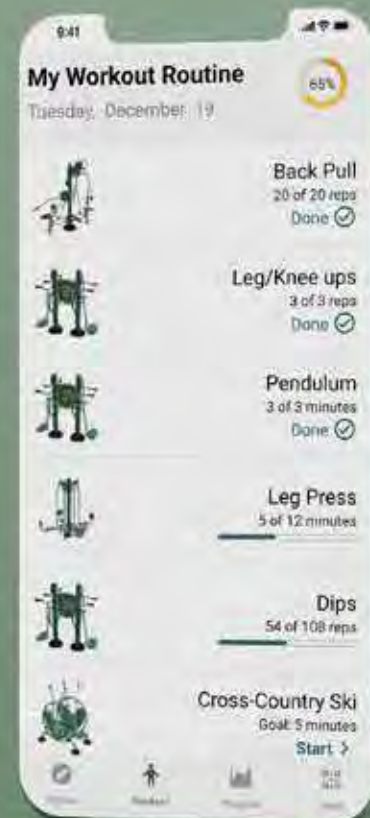 9:41
My Workout Routine
65%
Tuesday, December 19
Back Pull
20 of 20 reps
Done
Leg/Knee ups
3 of 3 reps
Done
Pendulum
3 of 3 minutes
Done
Leg Press
5 of 12 minutes
Dips
54 of 108 reps
Cross-Country Ski
Goal: 5 minutes
Start >